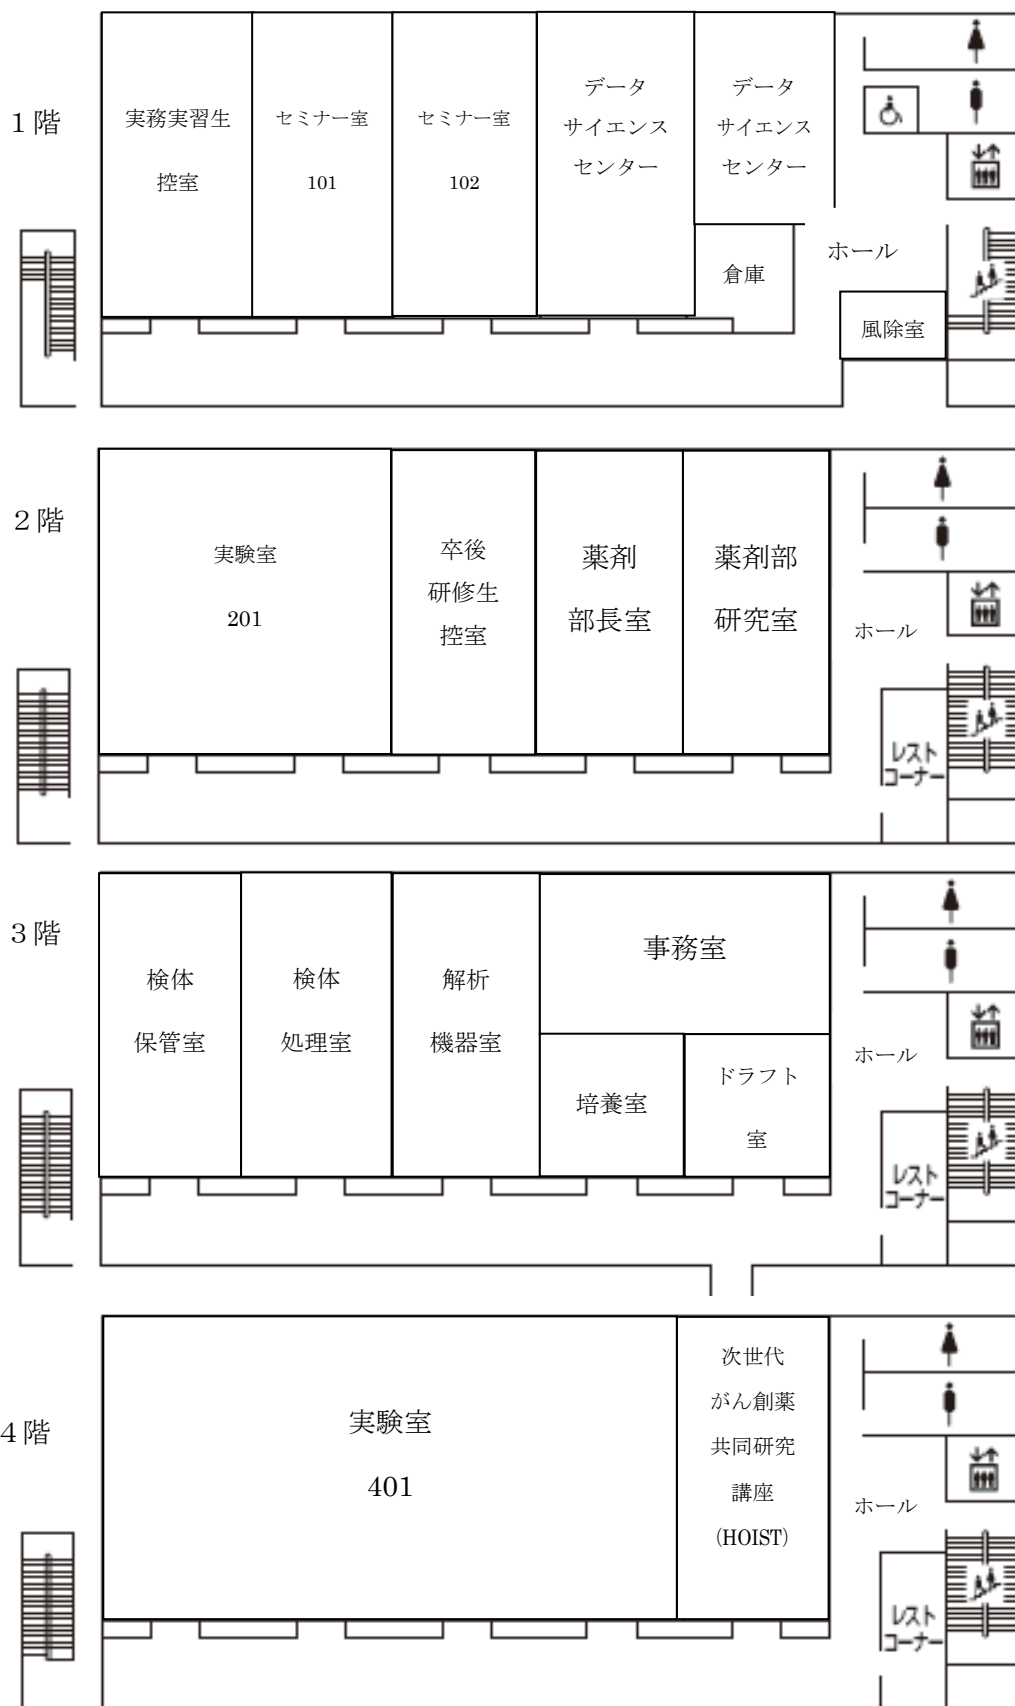 1階
実務実習生
控室
セミナー室
101
セミナー室
102
データ
サイエンス
センター
データ
サイエンス
センター
倉庫
ホール
風除室
2階
実験室
201
卒後
研修生
控室
薬剤
部長室
薬剤部
研究室
ホール
レスト
コーナー
3階
検体
保管室
検体
処理室
解析
機器室
事務室
培養室
ドラフト
室
ホール
レスト
コーナー
4階
実験室
401
次世代
がん創薬
共同研究
講座
(HOIST)
ホール
レスト
コーナー